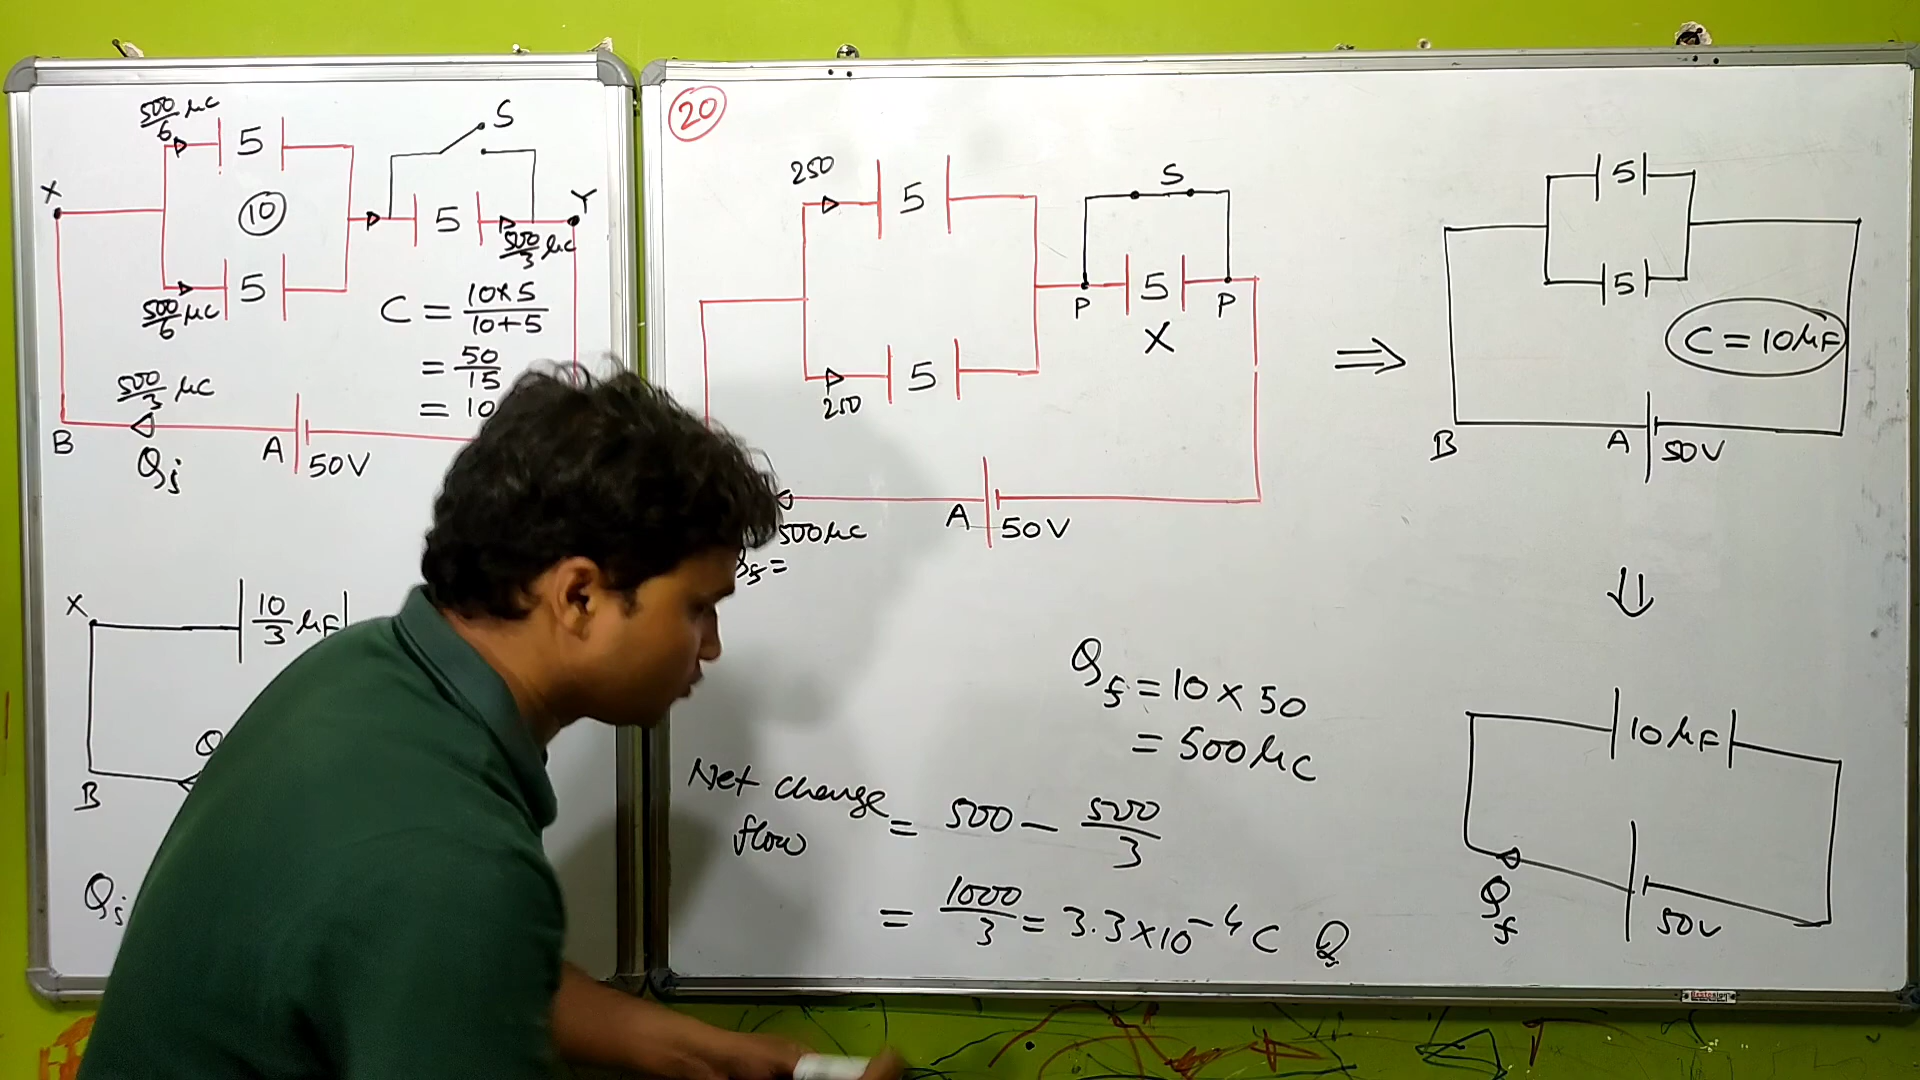 500/6 μC
5
S
X
10
5
Y
500/3 μC
5
500/6 μC
C = 10×5/10+5
= 50/15
= 10
500/3 μC
B
A
50V
Qi
X
10/3 μF
B
Qi
20
250
5
S
5
P
P
X
5
250
A
50V
500μC
Qf =
Qf = 10 × 50
= 500μC
Net change
flow
= 500 − 500/3
= 1000/3 = 3.3×10⁻⁴ C
Q
⇒
5
5
C = 10μF
B
A
50V
⇓
10μF
Qf
50V